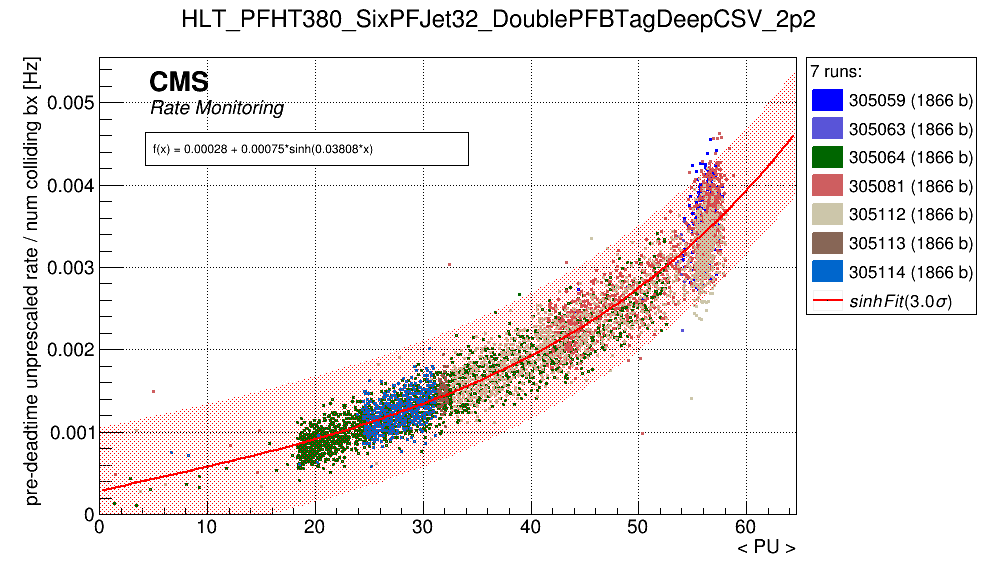 HLT_PFHT380_SixPFJet32_DoublePFBTagDeepCSV_2p2
pre-deadtime unprescaled rate / num colliding bx [Hz]
CMS
Rate Monitoring
f(x) = 0.00028 + 0.00075*sinh(0.03808*x)
0.005
0.004
0.003
0.002
0.001
0
0 10 20 30 40 50 60
< PU >
7 runs:
305059 (1866 b)
305063 (1866 b)
305064 (1866 b)
305081 (1866 b)
305112 (1866 b)
305113 (1866 b)
305114 (1866 b)
sinhFit(3.0σ)